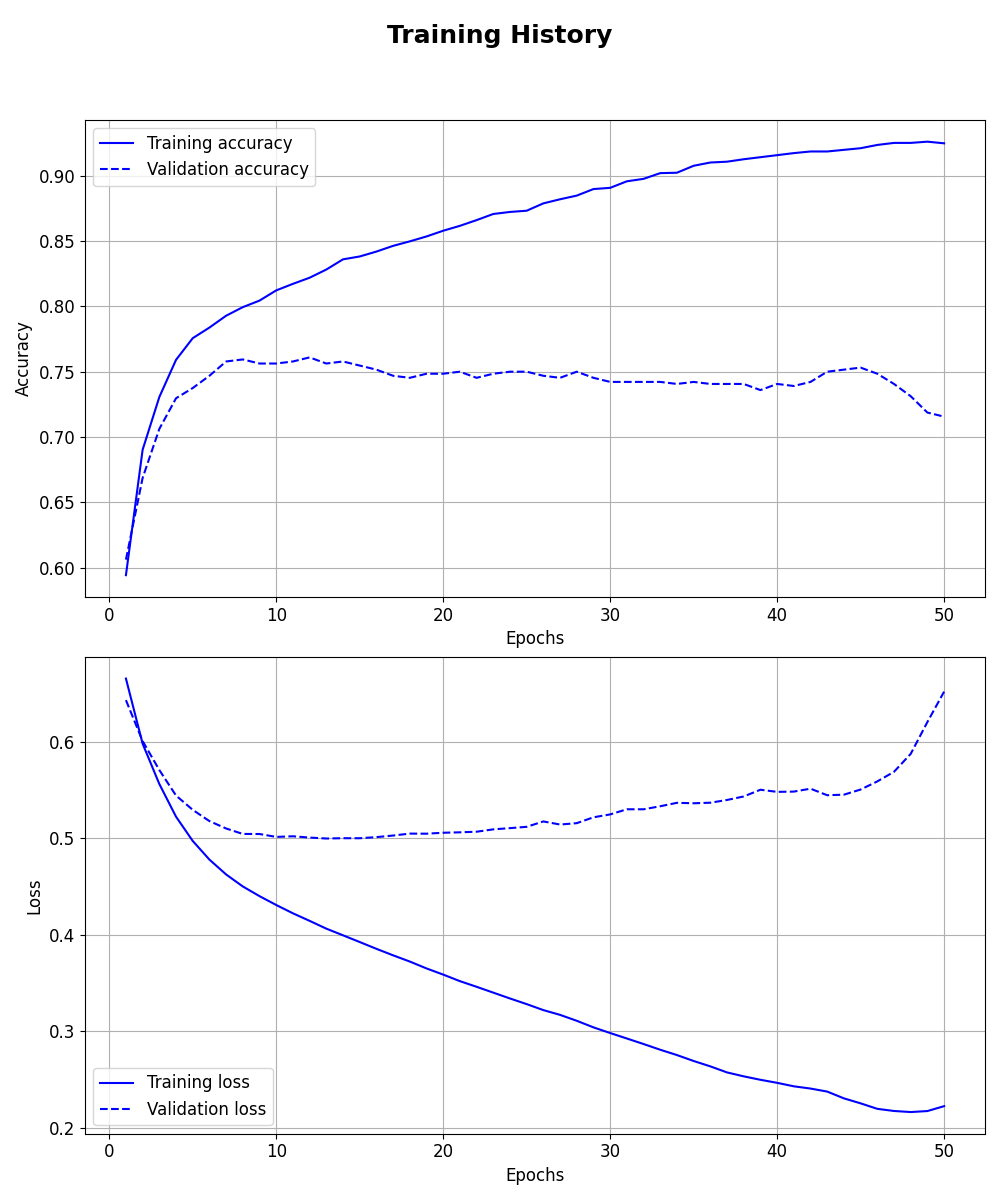 Training History
Training accuracy
Validation accuracy
0.90
0.85
0.80
0.75
0.70
0.65
0.60
Accuracy
0 10 20 30 40 50
Epochs
0.6
0.5
0.4
0.3
0.2
Loss
Training loss
Validation loss
0 10 20 30 40 50
Epochs